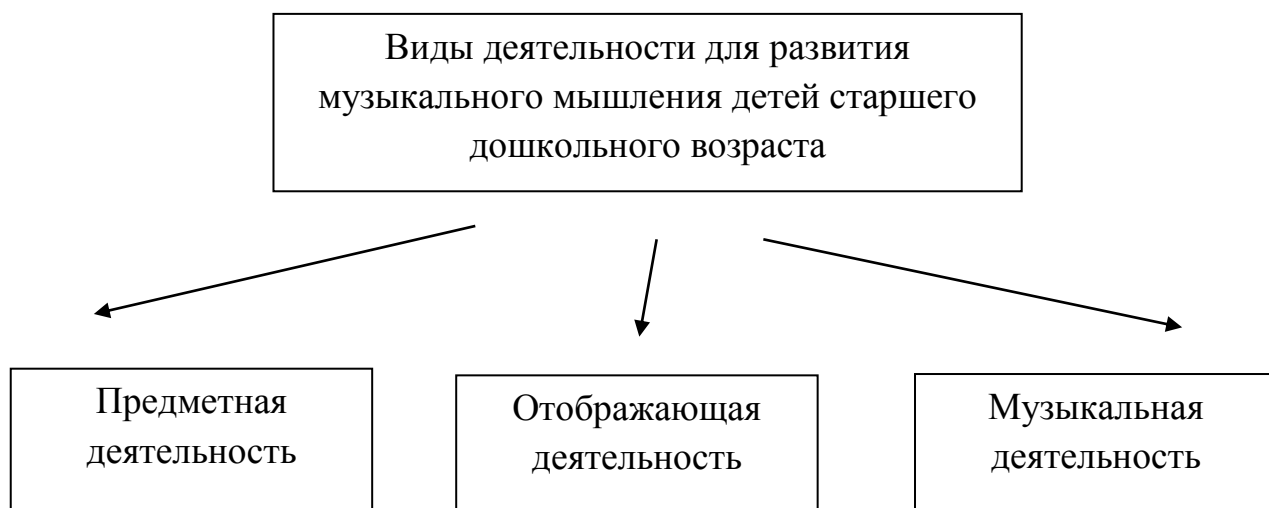 Виды деятельности для развития
музыкального мышления детей старшего
дошкольного возраста
Предметная
деятельность
Отображающая
деятельность
Музыкальная
деятельность